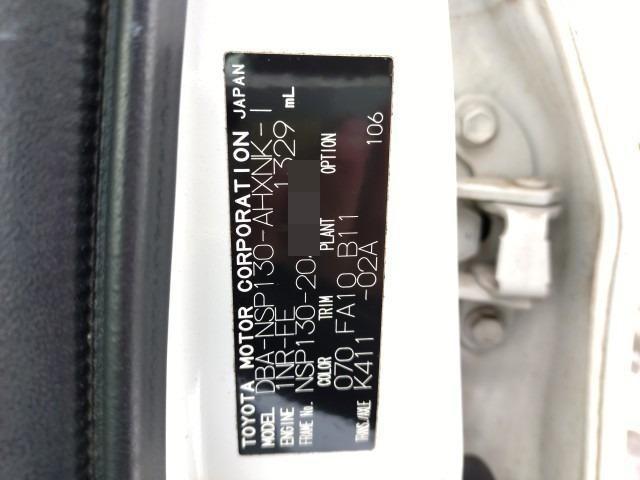 TOYOTA MOTOR CORPORATION JAPAN
MODEL DBA-NSP130-AHXNK-I
ENGINE 1NR-EE 1329 mL
FRAME No. NSP130-20
COLOR TRIM PLANT OPTION
070 FA10 B11 106
TRANS./AXLE K411 -02A